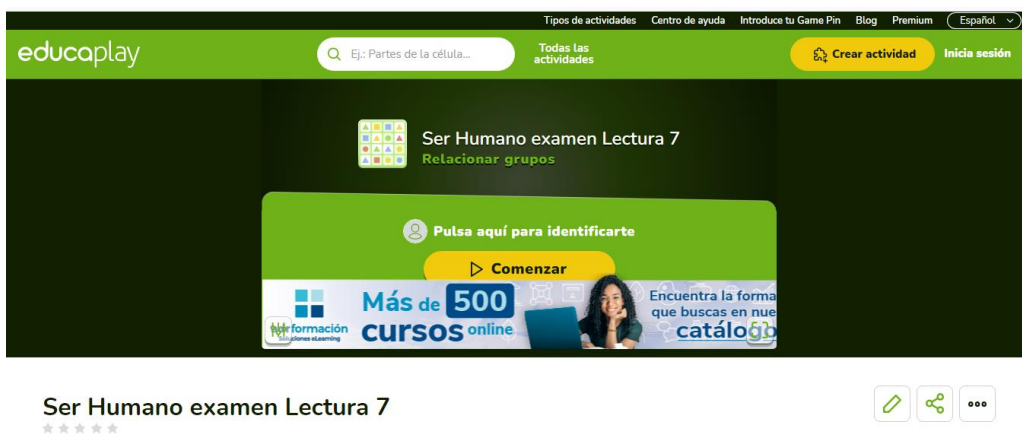 Tipos de actividades Centro de ayuda Introduce tu Game Pin Blog Premium Español
educaplay
Ej.: Partes de la célula...
Todas las
actividades
Crear actividad
Inicia sesión
Ser Humano examen Lectura 7
Relacionar grupos
Pulsa aquí para identificarte
Comenzar
Más de 500
cursos online
formación
Encuentra la forma
que buscas en nue
catálogo
Ser Humano examen Lectura 7